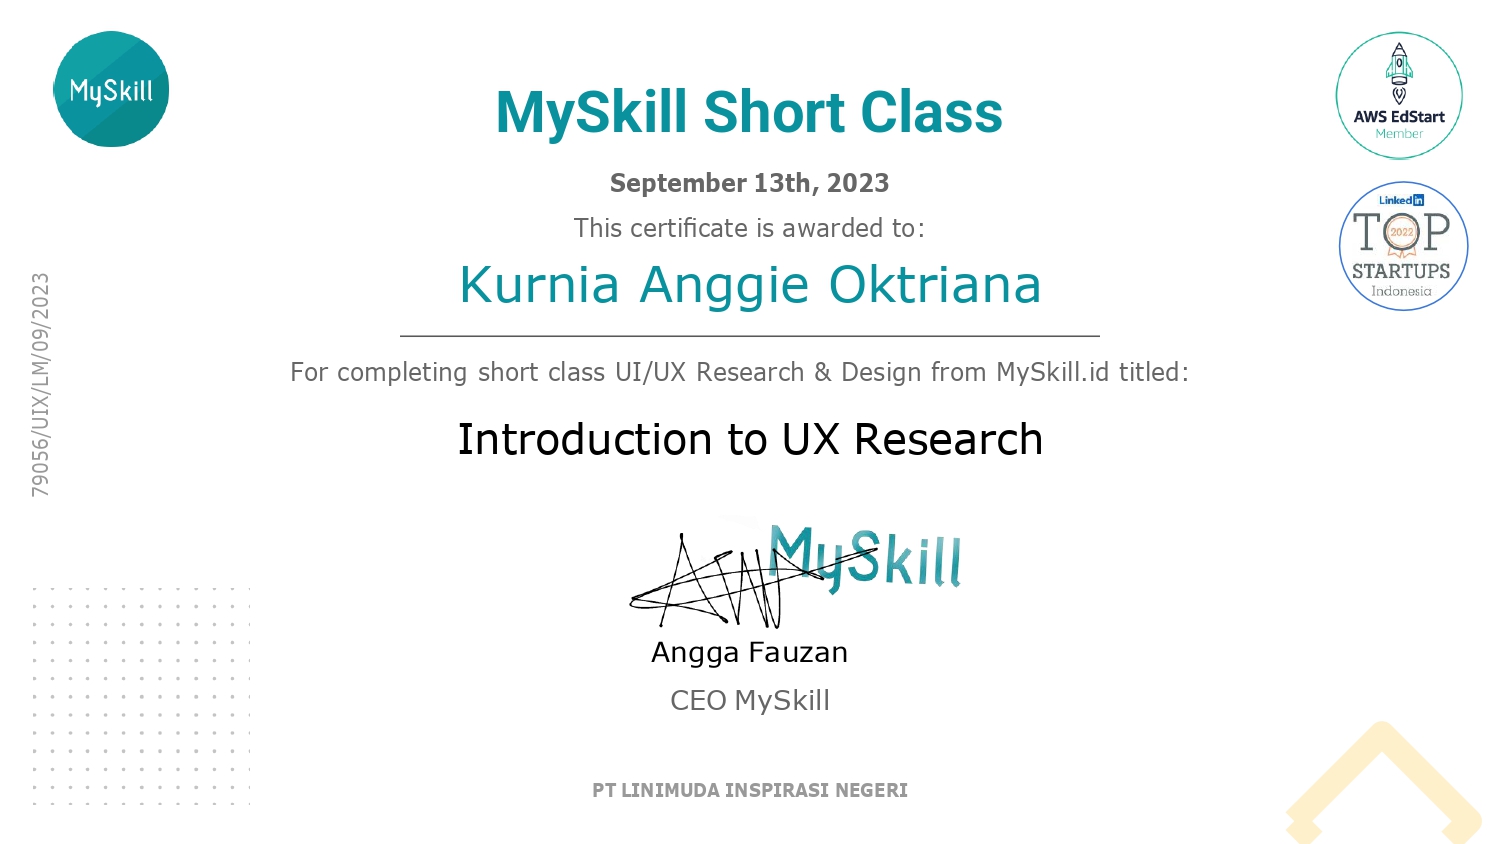 MySkill
MySkill Short Class
AWS EdStart
Member
September 13th, 2023
This certificate is awarded to:
Kurnia Anggie Oktriana
LinkedIn
TOP
2022
STARTUPS
Indonesia
79056/UIX/LM/09/2023
For completing short class UI/UX Research & Design from MySkill.id titled:
Introduction to UX Research
MySkill
Angga Fauzan
CEO MySkill
PT LINIMUDA INSPIRASI NEGERI